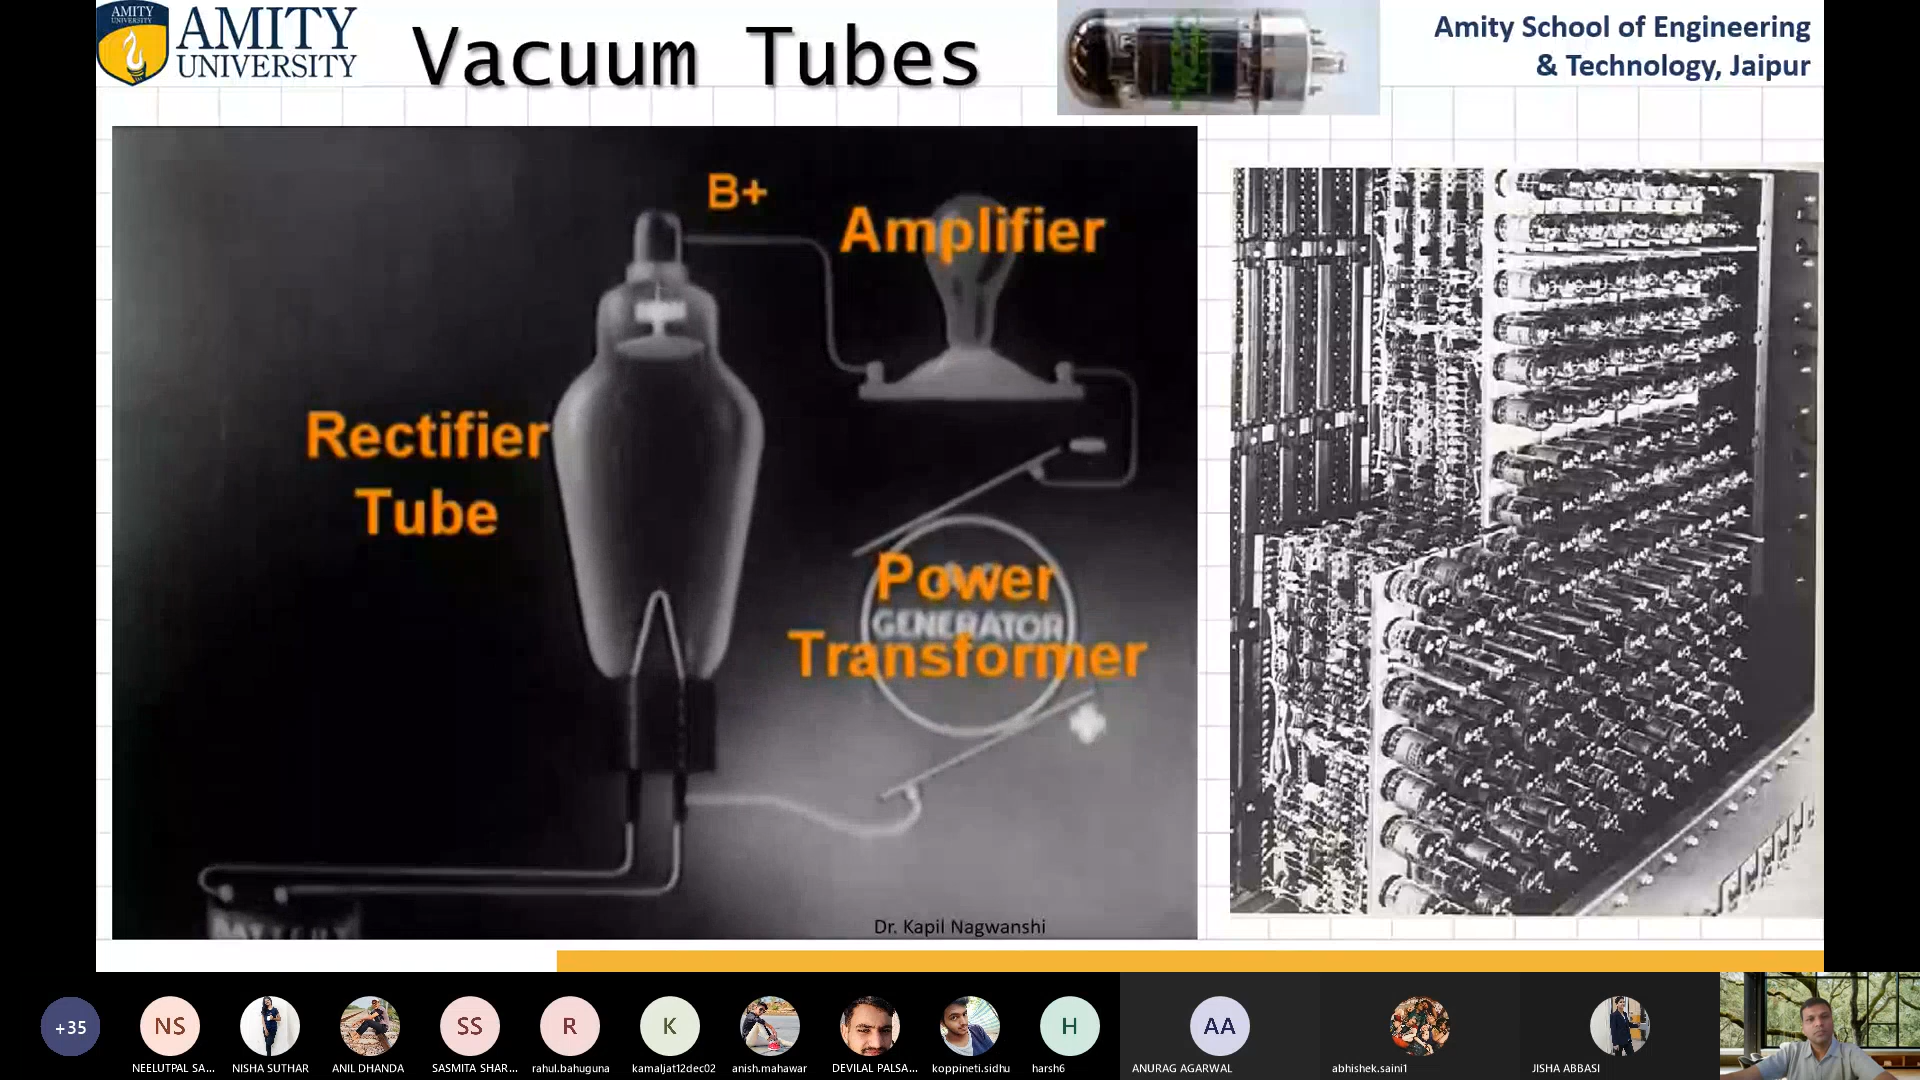 AMITY
UNIVERSITY
AMITY
UNIVERSITY
Vacuum Tubes
Amity School of Engineering
& Technology, Jaipur
B+
Amplifier
Rectifier
Tube
Power
GENERATOR
Transformer
Dr. Kapil Nagwanshi
+35
NS
SS
R
K
H
AA
NEELUTPAL SA...
NISHA SUTHAR
ANIL DHANDA
SASMITA SHAR...
rahul.bahuguna
kamaljat12dec02
anish.mahawar
DEVILAL PALSA...
koppineti.sidhu
harsh6
ANURAG AGARWAL
abhishek.saini1
JISHA ABBASI